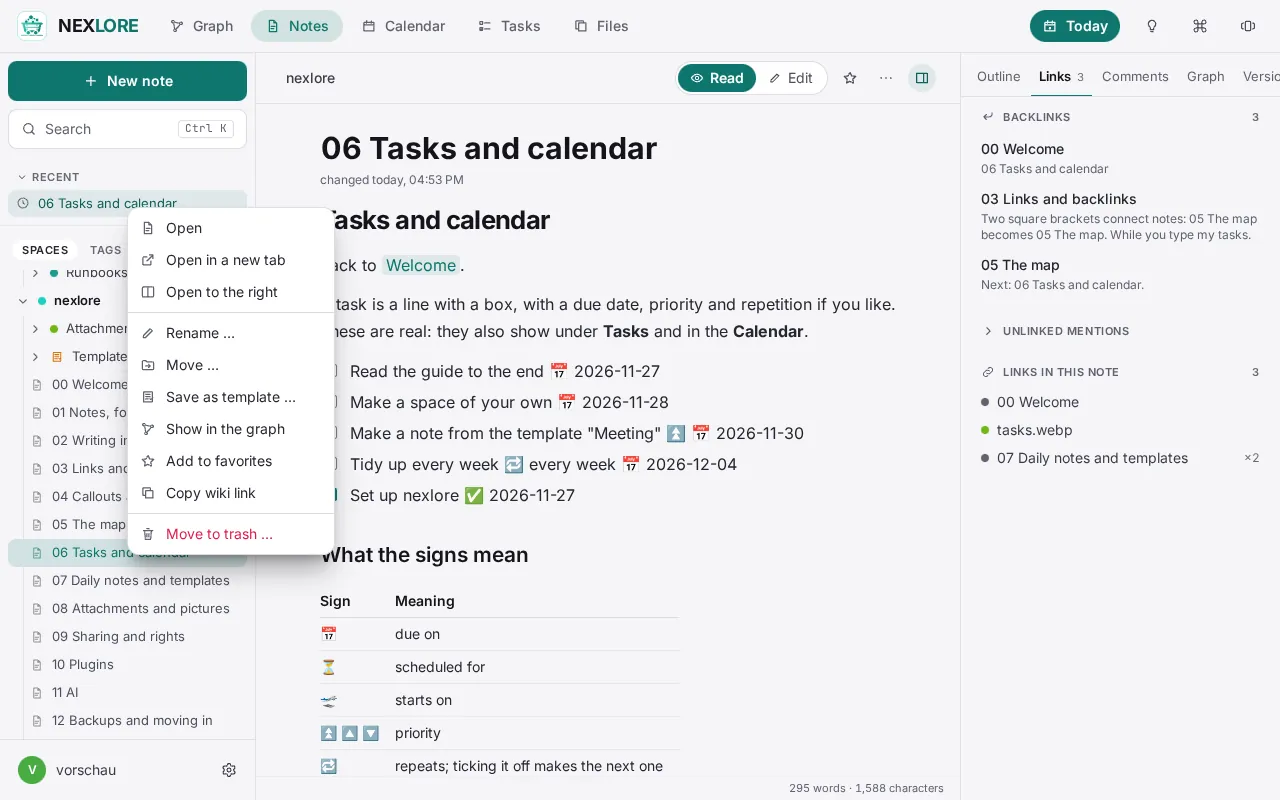 NEXLORE
Graph
Notes
Calendar
Tasks
Files
Today
New note
Search
Ctrl K
RECENT
06 Tasks and calendar
SPACES
TAGS
Runbooks
nexlore
Attachmen
Template
00 Welcome
01 Notes, fo
02 Writing in
03 Links and
04 Callouts
05 The map
06 Tasks and calendar
07 Daily notes and templates
08 Attachments and pictures
09 Sharing and rights
10 Plugins
11 AI
12 Backups and moving in
V
vorschau
Open
Open in a new tab
Open to the right
Rename ...
Move ...
Save as template ...
Show in the graph
Add to favorites
Copy wiki link
Move to trash ...
nexlore
Read
Edit
06 Tasks and calendar
changed today, 04:53 PM
Tasks and calendar
ack to Welcome.
task is a line with a box, with a due date, priority and repetition if you like.
hese are real: they also show under Tasks and in the Calendar.
Read the guide to the end 📅 2026-11-27
Make a space of your own 📅 2026-11-28
Make a note from the template "Meeting" ⏫ 📅 2026-11-30
Tidy up every week 🔁 every week 📅 2026-12-04
Set up nexlore ✅ 2026-11-27
What the signs mean
Sign Meaning
📅 due on
⏳ scheduled for
🛫 starts on
⏫ 🔼 🔽 priority
🔁 repeats; ticking it off makes the next one
295 words · 1,588 characters
Outline
Links 3
Comments
Graph
Versio
BACKLINKS 3
00 Welcome
06 Tasks and calendar
03 Links and backlinks
Two square brackets connect notes: 05 The map
becomes 05 The map. While you type my tasks.
05 The map
Next: 06 Tasks and calendar.
UNLINKED MENTIONS
LINKS IN THIS NOTE 3
00 Welcome
tasks.webp
07 Daily notes and templates ×2